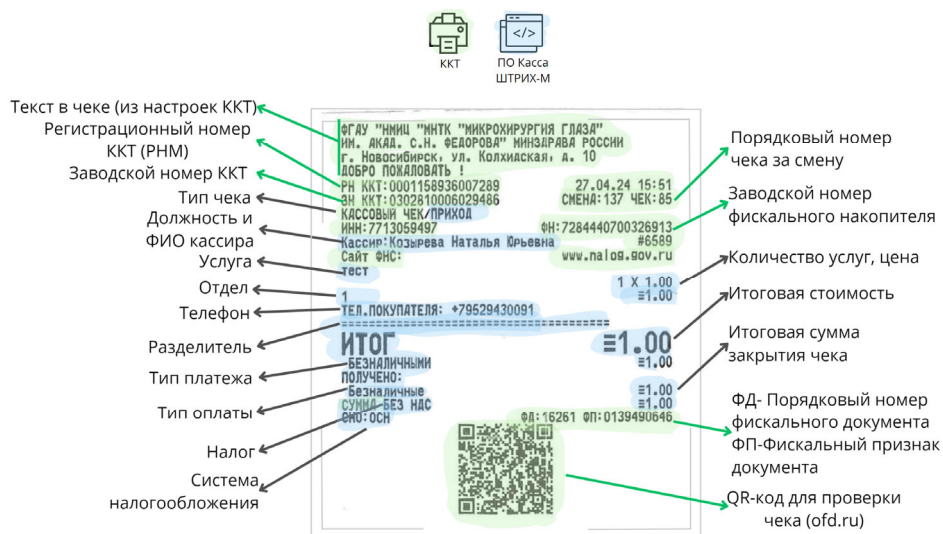 ККТ
ПО Касса
ШТРИХ-М
Текст в чеке (из настроек ККТ)
Регистрационный номер
ККТ (РНМ)
Заводской номер ККТ
Тип чека
Должность и
ФИО кассира
Услуга
Отдел
Телефон
Разделитель
Тип платежа
Тип оплаты
Налог
Система
налогообложения
ФГАУ "НМИЦ "МНТК "МИКРОХИРУРГИЯ ГЛАЗА"
ИМ. АКАД. С.Н. ФЕДОРОВА" МИНЗДРАВА РОССИИ
г. Новосибирск, ул. Колхидская, д. 10
ДОБРО ПОЖАЛОВАТЬ !
РН ККТ:0001158936007289 27.04.24 15:51
ЗН ККТ:0302810006029486 СМЕНА:137 ЧЕК:85
КАССОВЫЙ ЧЕК/ПРИХОД
ИНН:7713059497 ФН:7284440700326913
Кассир:Козырева Наталья Юрьевна #6589
Сайт ФНС: www.nalog.gov.ru
тест
1 X 1.00
1 ≡1.00
ТЕЛ.ПОКУПАТЕЛЯ: +79529430091
==========================================
ИТОГ ≡1.00
БЕЗНАЛИЧНЫМИ ≡1.00
ПОЛУЧЕНО:
Безналичные ≡1.00
СУММА БЕЗ НДС ≡1.00
СНО:ОСН ФД:16261 ФП:0139490646
Порядковый номер
чека за смену
Заводской номер
фискального накопителя
Количество услуг, цена
Итоговая стоимость
Итоговая сумма
закрытия чека
ФД- Порядковый номер
фискального документа
ФП-Фискальный признак
документа
QR-код для проверки
чека (ofd.ru)